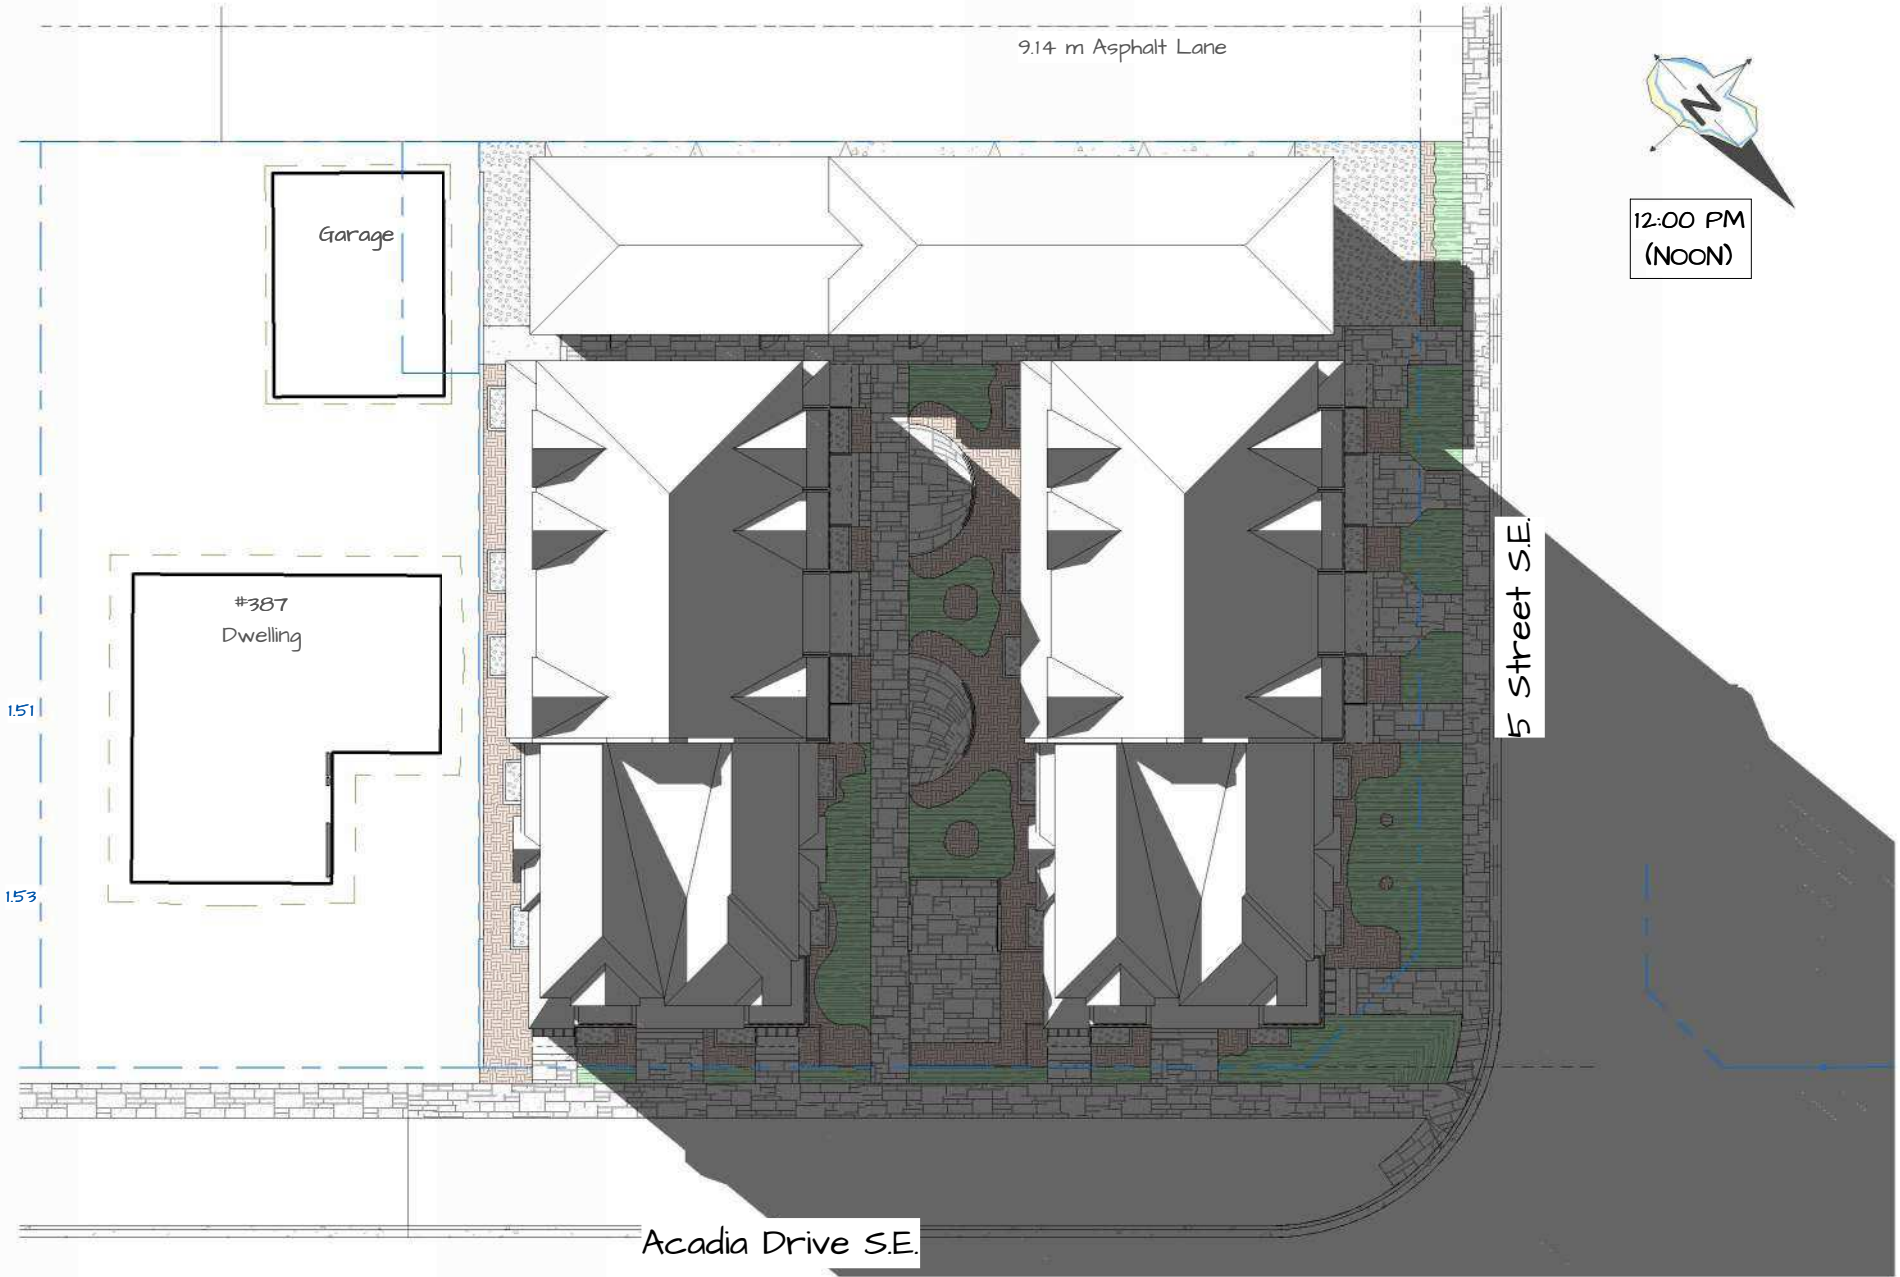 9.14 m Asphalt Lane
N
12:00 PM
(NOON)
Garage
#387
Dwelling
5 Street S.E.
1.51
1.53
Acadia Drive S.E.